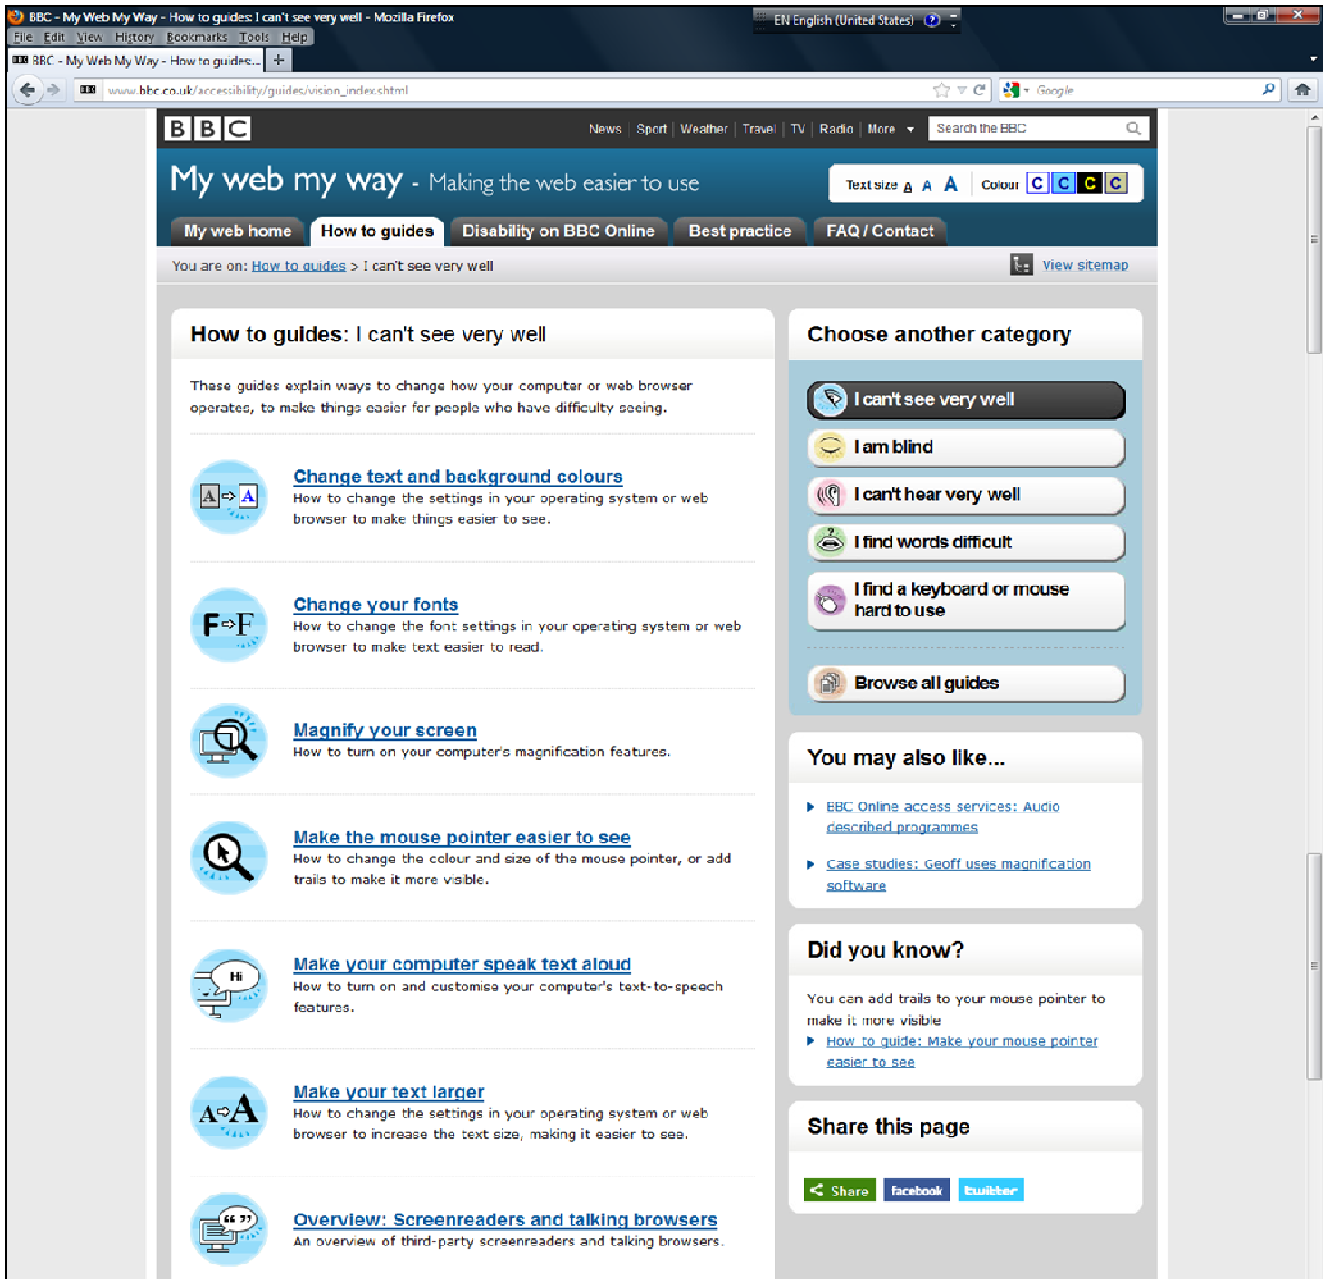 BBC - My Web My Way - How to guides: I can't see very well - Mozilla Firefox
EN English (United States)
File Edit View History Bookmarks Tools Help
BBC - My Web My Way - How to guides...
www.bbc.co.uk/accessibility/guides/vision_index.shtml
Google
BBC
News Sport Weather Travel TV Radio More
Search the BBC
My web my way - Making the web easier to use
Text size A A A Colour C C C C
My web home How to guides Disability on BBC Online Best practice FAQ / Contact
You are on: How to guides > I can't see very well
View sitemap
How to guides: I can't see very well
These guides explain ways to change how your computer or web browser
operates, to make things easier for people who have difficulty seeing.
A A
Change text and background colours
How to change the settings in your operating system or web
browser to make things easier to see.
F F
Change your fonts
How to change the font settings in your operating system or web
browser to make text easier to read.
Magnify your screen
How to turn on your computer's magnification features.
Make the mouse pointer easier to see
How to change the colour and size of the mouse pointer, or add
trails to make it more visible.
Hi
Make your computer speak text aloud
How to turn on and customise your computer's text-to-speech
features.
A A
Make your text larger
How to change the settings in your operating system or web
browser to increase the text size, making it easier to see.
Overview: Screenreaders and talking browsers
An overview of third-party screenreaders and talking browsers.
Choose another category
I can't see very well
I am blind
I can't hear very well
I find words difficult
I find a keyboard or mouse
hard to use
Browse all guides
You may also like...
BBC Online access services: Audio
described programmes
Case studies: Geoff uses magnification
software
Did you know?
You can add trails to your mouse pointer to
make it more visible
How to guide: Make your mouse pointer
easier to see
Share this page
Share facebook twitter